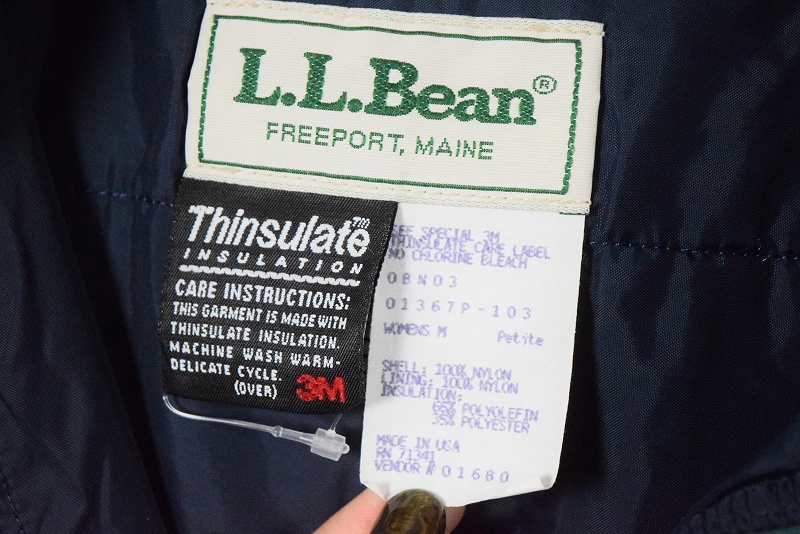 L.L.Bean®
FREEPORT, MAINE
Thinsulate™
INSULATION
CARE INSTRUCTIONS:
THIS GARMENT IS MADE WITH
THINSULATE INSULATION.
MACHINE WASH WARM-
DELICATE CYCLE.
(OVER) 3M
SEE SPECIAL 3M
THINSULATE CARE LABEL
NO CHLORINE BLEACH
OBN03
01367P-103
WOMENS M Petite
SHELL: 100% NYLON
LINING: 100% NYLON
INSULATION:
65% POLYOLEFIN
35% POLYESTER
MADE IN USA
RN 71341
VENDOR # 01680